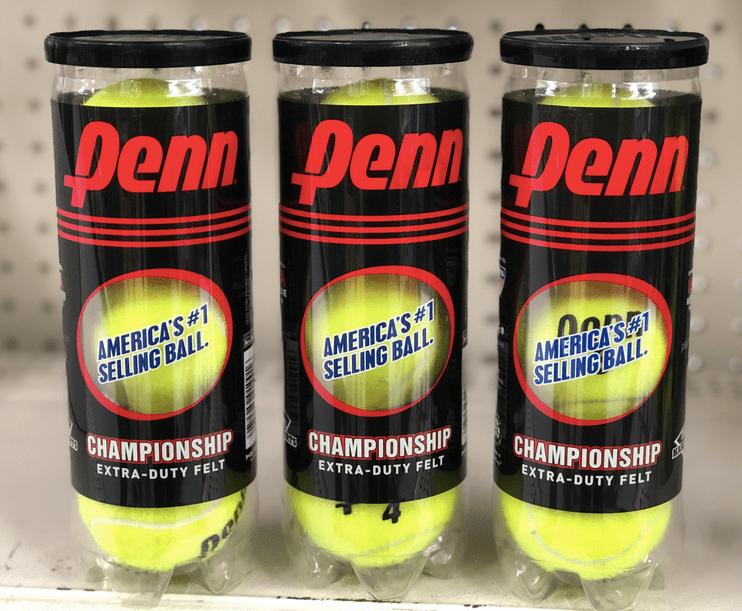 Penn
AMERICA'S #1
SELLING BALL.
CHAMPIONSHIP
EXTRA-DUTY FELT
Penn
AMERICA'S #1
SELLING BALL.
CHAMPIONSHIP
EXTRA-DUTY FELT
4
Penn
AMERICA'S #1
SELLING BALL.
CHAMPIONSHIP
EXTRA-DUTY FELT